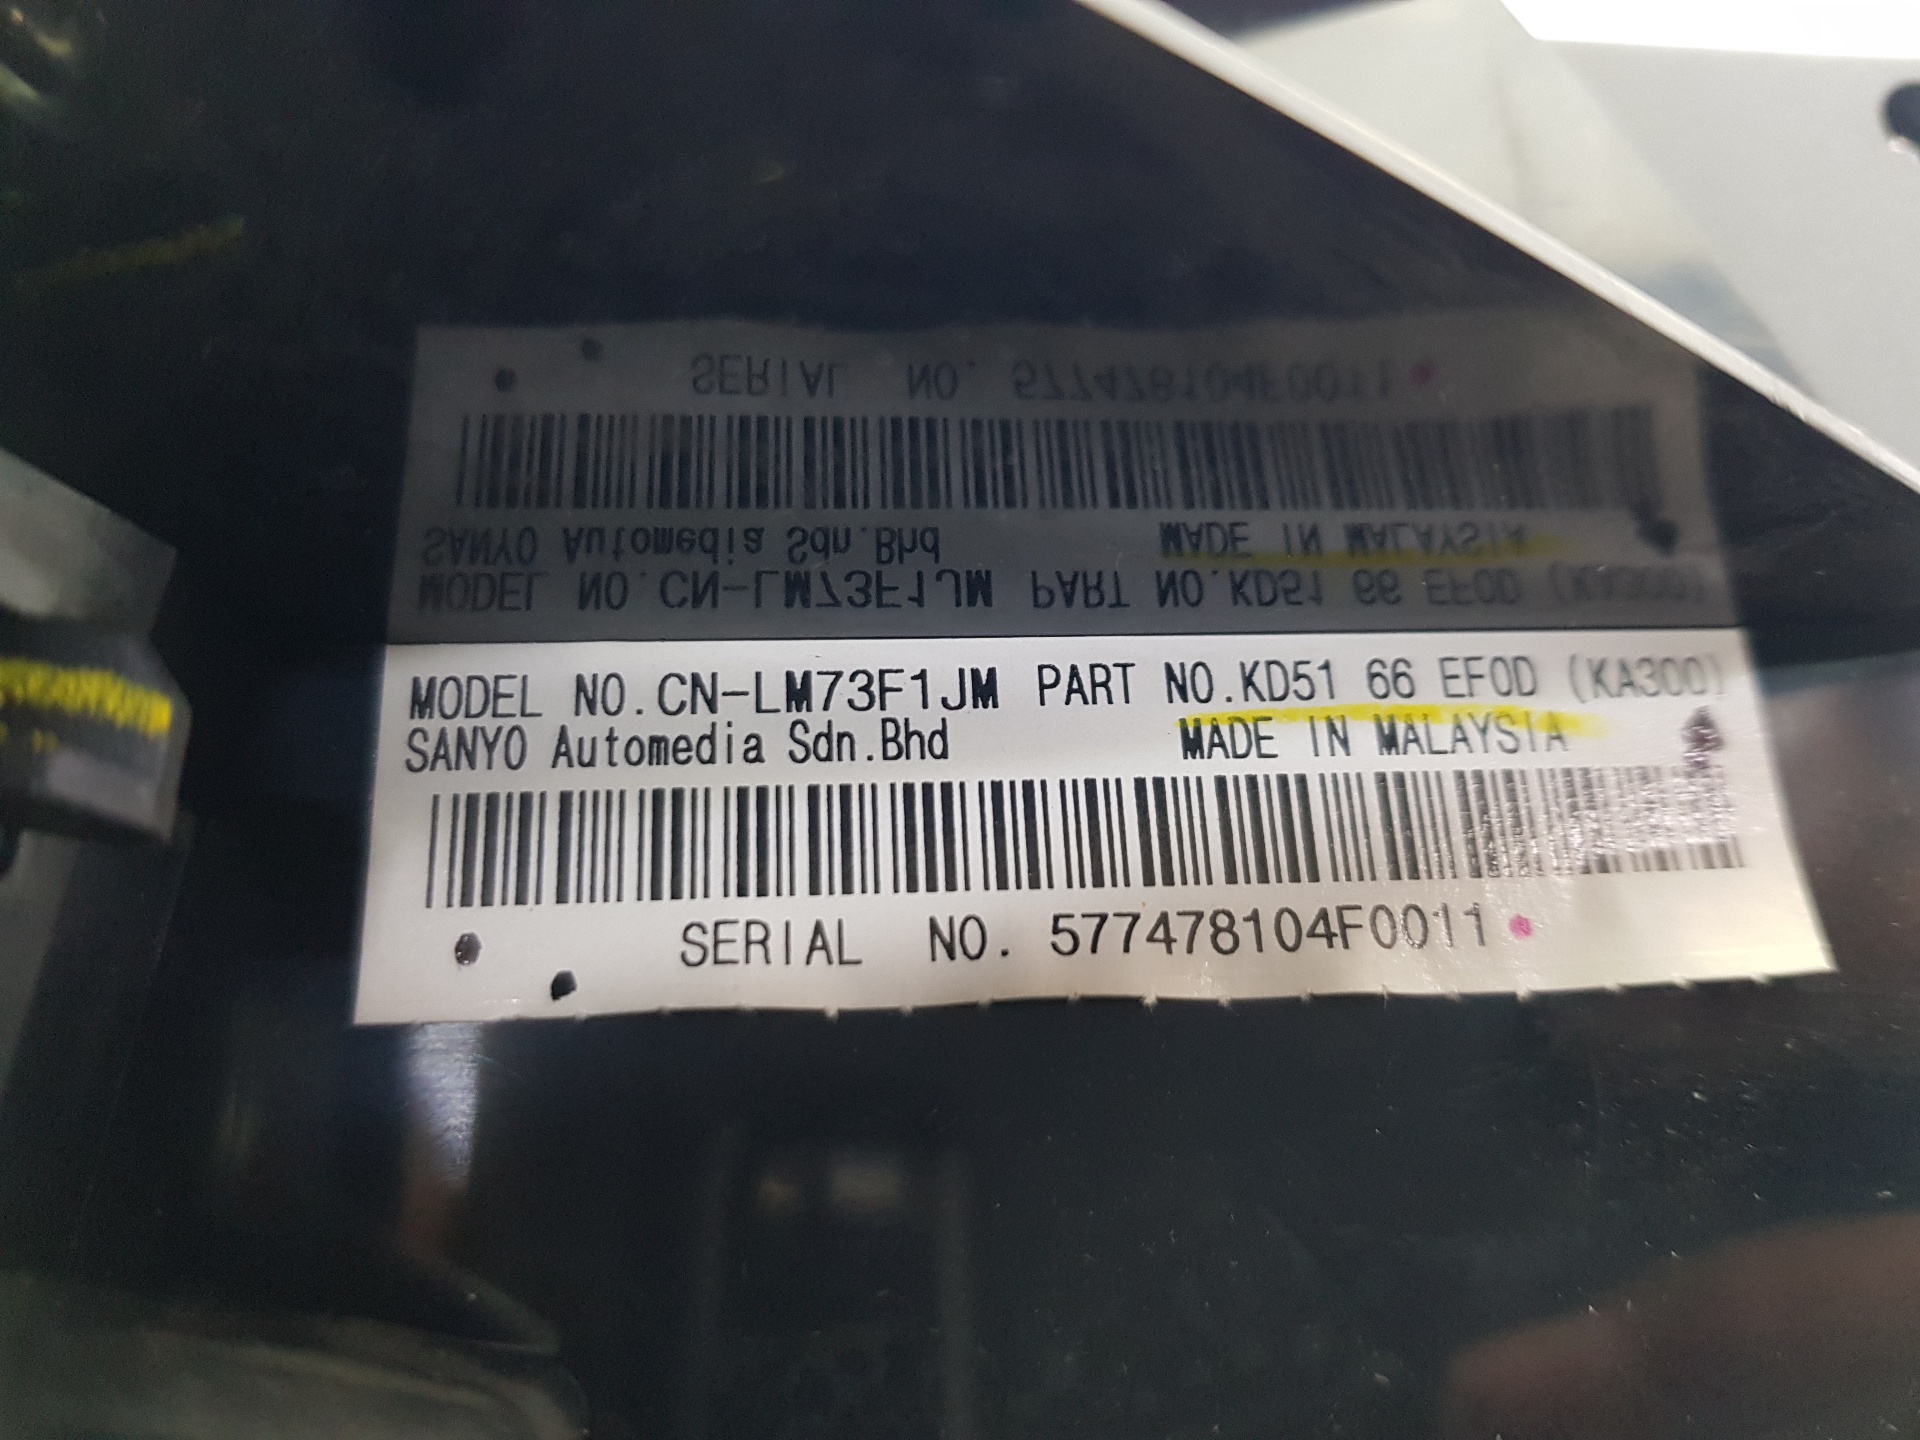 MODEL NO.CN-LM73F1JM PART NO.KD51 66 EF0D (KA300)
SANYO Automedia Sdn.Bhd MADE IN MALAYSIA
SERIAL NO. 577478104F0011